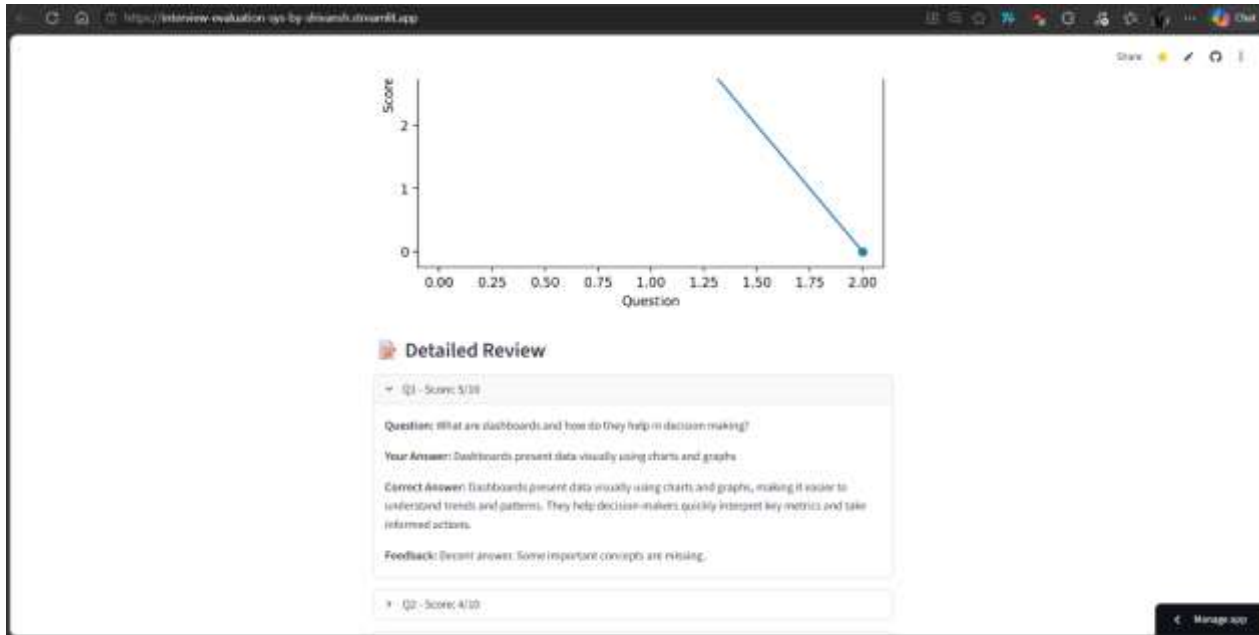 https://interview-evaluation-sys-by-shivansh.streamlit.app
Chat
Share
Score
2
1
0
0.00 0.25 0.50 0.75 1.00 1.25 1.50 1.75 2.00
Question
Detailed Review
Q1 - Score: 5/10
Question: What are dashboards and how do they help in decision making?
Your Answer: Dashboards present data visually using charts and graphs
Correct Answer: Dashboards present data visually using charts and graphs, making it easier to
understand trends and patterns. They help decision-makers quickly interpret key metrics and take
informed actions.
Feedback: Decent answer. Some important concepts are missing.
Q2 - Score: 4/10
Manage app